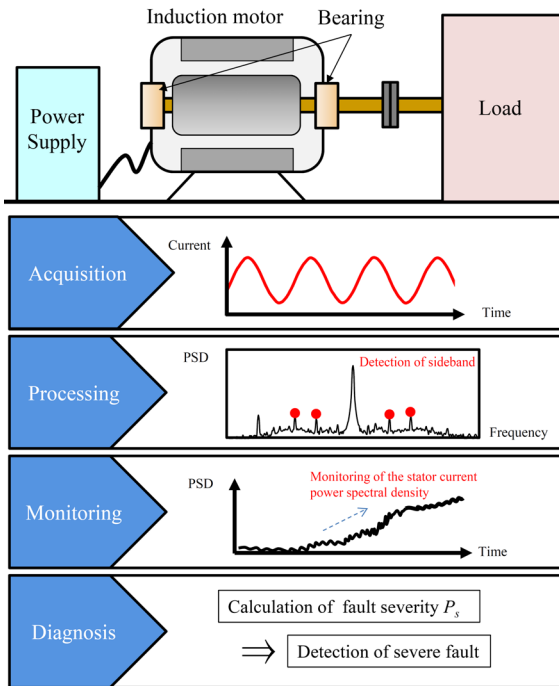 Induction motor
Bearing
Power
Supply
Load
Acquisition
Current
Time
Processing
PSD
Detection of sideband
Frequency
Monitoring
PSD
Monitoring of the stator current
power spectral density
Time
Diagnosis
Calculation of fault severity Ps
⇒ Detection of severe fault